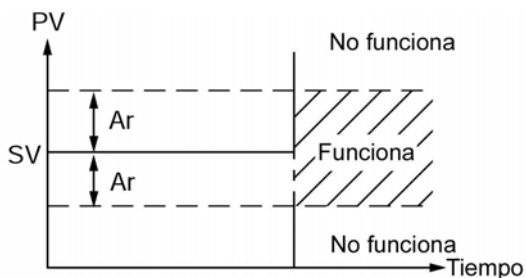 PV
No funciona
Ar
SV
Funciona
Ar
No funciona
Tiempo